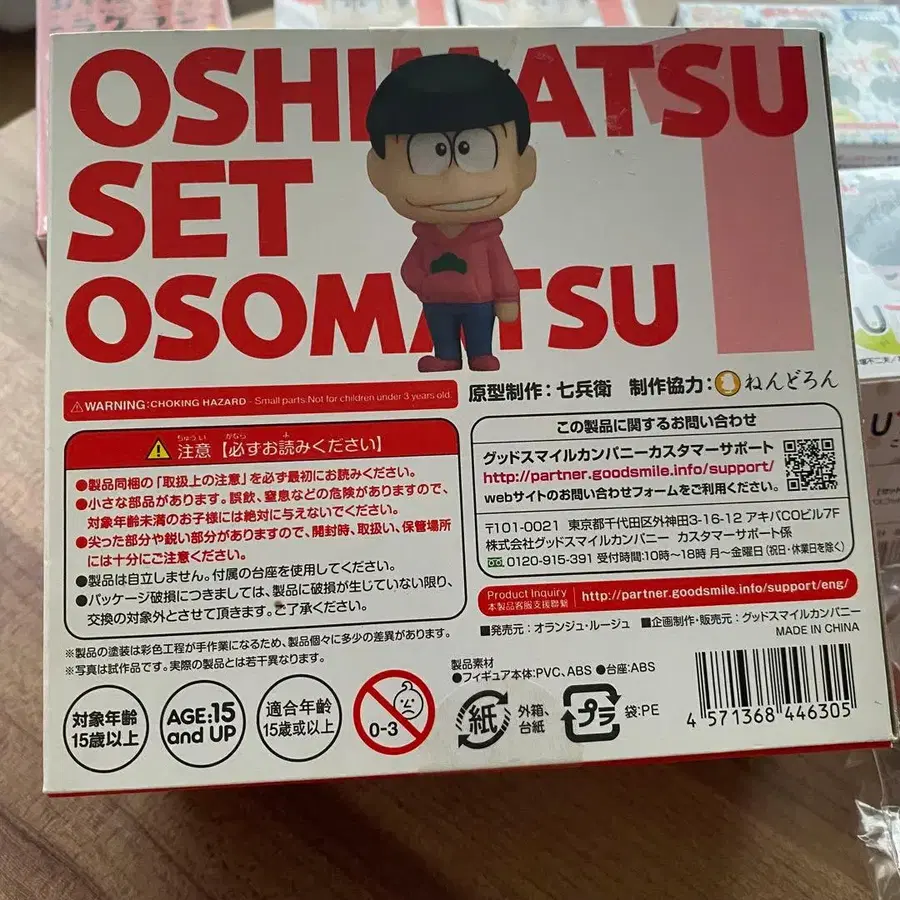 OSHIMATSU
SET
OSOMATSU
WARNING:CHOKING HAZARD - Small parts. Not for children under 3 years old.
原型制作:七兵衛 制作協力: ねんどろん
注意【必ずお読みください】
●製品同梱の「取扱上の注意」を必ず最初にお読みください。
●小さな部品があります。誤飲、窒息などの危険がありますので、
対象年齢未満のお子様には絶対に与えないでください。
●尖った部分や鋭い部分がありますので、開封時、取扱い、保管場所
には十分にご注意ください。
●製品は自立しません。付属の台座を使用してください。
●パッケージ破損につきましては、製品に破損が生じていない限り、
交換の対象外とさせて頂きます。ご了承ください。
この製品に関するお問い合わせ
グッドスマイルカンパニーカスタマーサポート
http://partner.goodsmile.info/support/
webサイトのお問い合わせフォームをご利用ください。
〒101-0021 東京都千代田区外神田3-16-12 アキバCOビル7F
株式会社グッドスマイルカンパニー カスタマーサポート係
0120-915-391 受付時間:10時〜18時 月〜金曜日(祝日・休業日を除く)
Product Inquiry
本製品客服支援聯繫
http://partner.goodsmile.info/support/eng/
■発売元:オランジュ・ルージュ ■企画制作・販売元:グッドスマイルカンパニー
MADE IN CHINA
※製品の塗装は彩色工程が手作業になるため、製品個々に多少の差異があります。
※写真は試作品です。実際の製品とは若干異なります。
製品素材
●フィギュア本体:PVC、ABS ●台座:ABS
対象年齢
15歳以上
AGE:15
and UP
適合年齢
15歳或以上
0-3
紙
外箱、
台紙
プラ
袋:PE
4 571368 446305